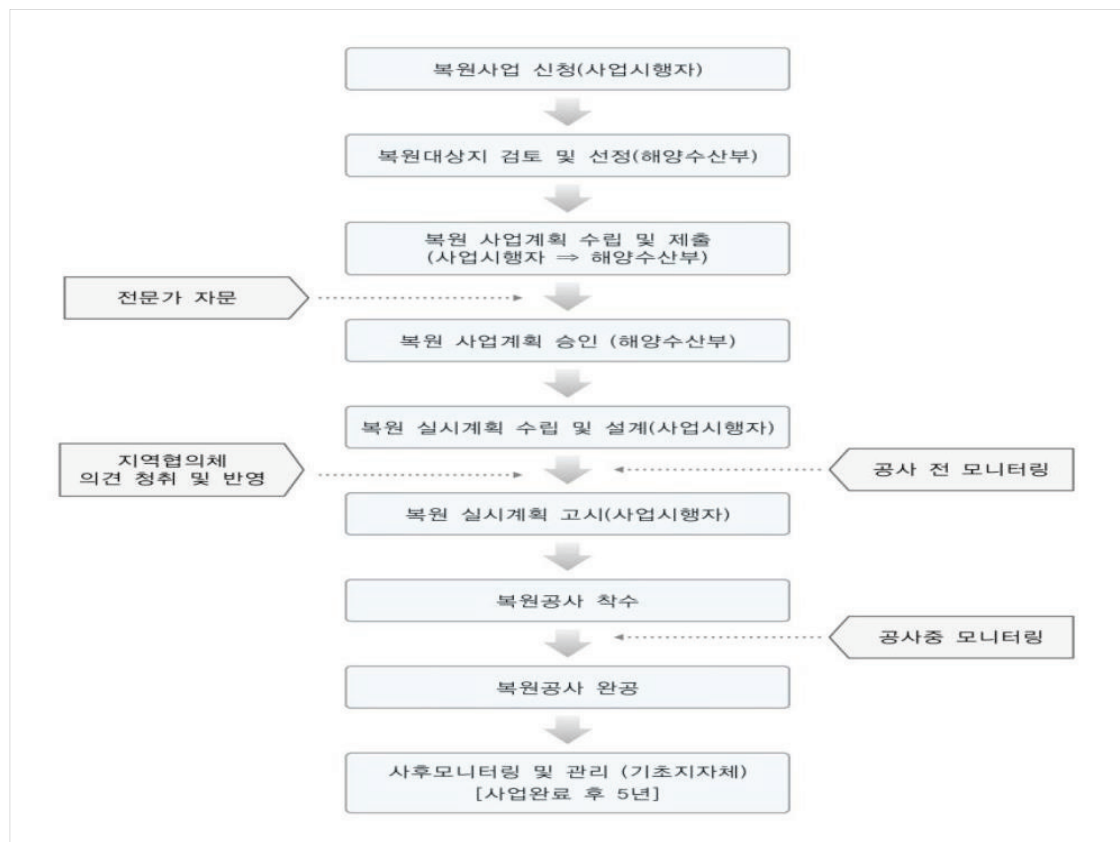 복원사업 신청(사업시행자)
복원대상지 검토 및 선정(해양수산부)
복원 사업계획 수립 및 제출
(사업시행자 ⇒ 해양수산부)
전문가 자문
복원 사업계획 승인 (해양수산부)
복원 실시계획 수립 및 설계(사업시행자)
지역협의체
의견 청취 및 반영
공사 전 모니터링
복원 실시계획 고시(사업시행자)
복원공사 착수
공사중 모니터링
복원공사 완공
사후모니터링 및 관리 (기초지자체)
[사업완료 후 5년]